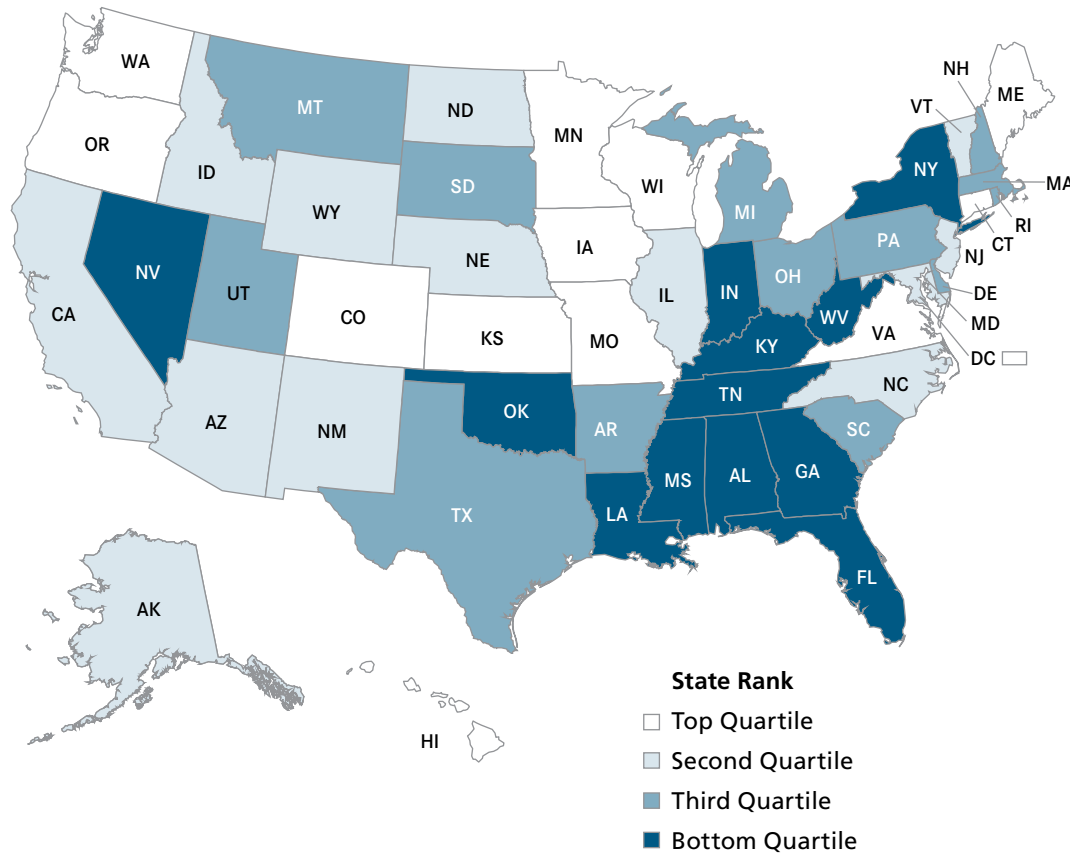 WA
MT
ND
MN
NH
VT
ME
OR
ID
SD
WI
NY
MA
WY
MI
RI
CT
IA
PA
NE
NJ
NV
OH
UT
IL
IN
DE
CA
CO
WV
MD
KS
MO
VA
KY
DC
NC
TN
OK
AZ
NM
AR
SC
MS
AL
GA
TX
LA
FL
AK
HI
State Rank
Top Quartile
Second Quartile
Third Quartile
Bottom Quartile